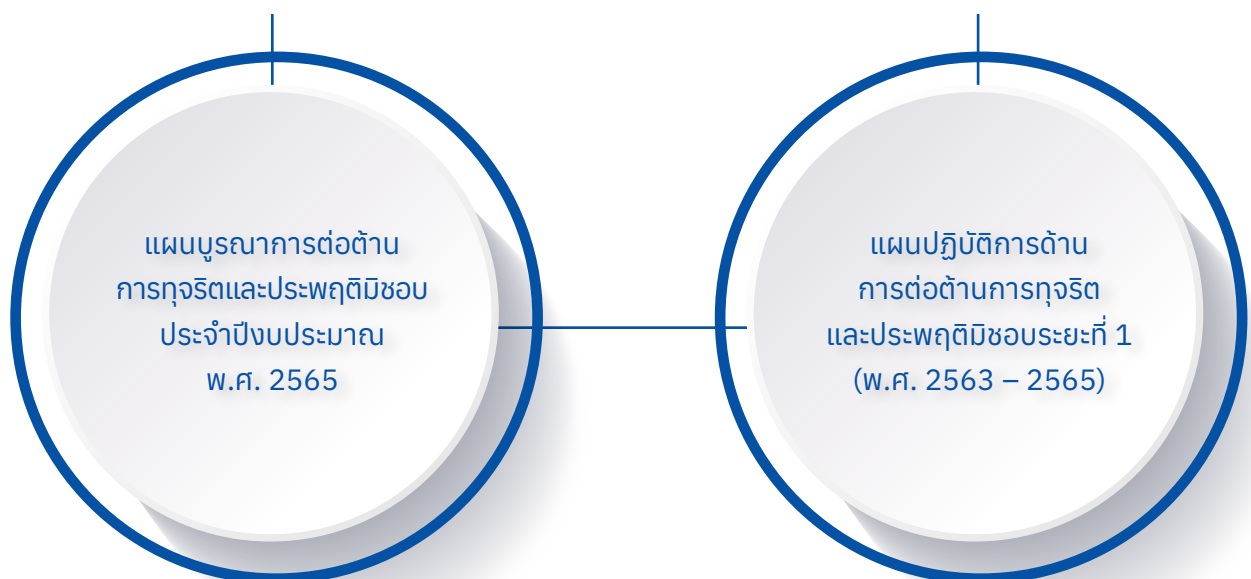 แผนบูรณาการต่อต้าน
การทุจริตและประพฤติมิชอบ
ประจำปีงบประมาณ
พ.ศ. 2565
แผนปฏิบัติการด้าน
การต่อต้านการทุจริต
และประพฤติมิชอบระยะที่ 1
(พ.ศ. 2563 – 2565)